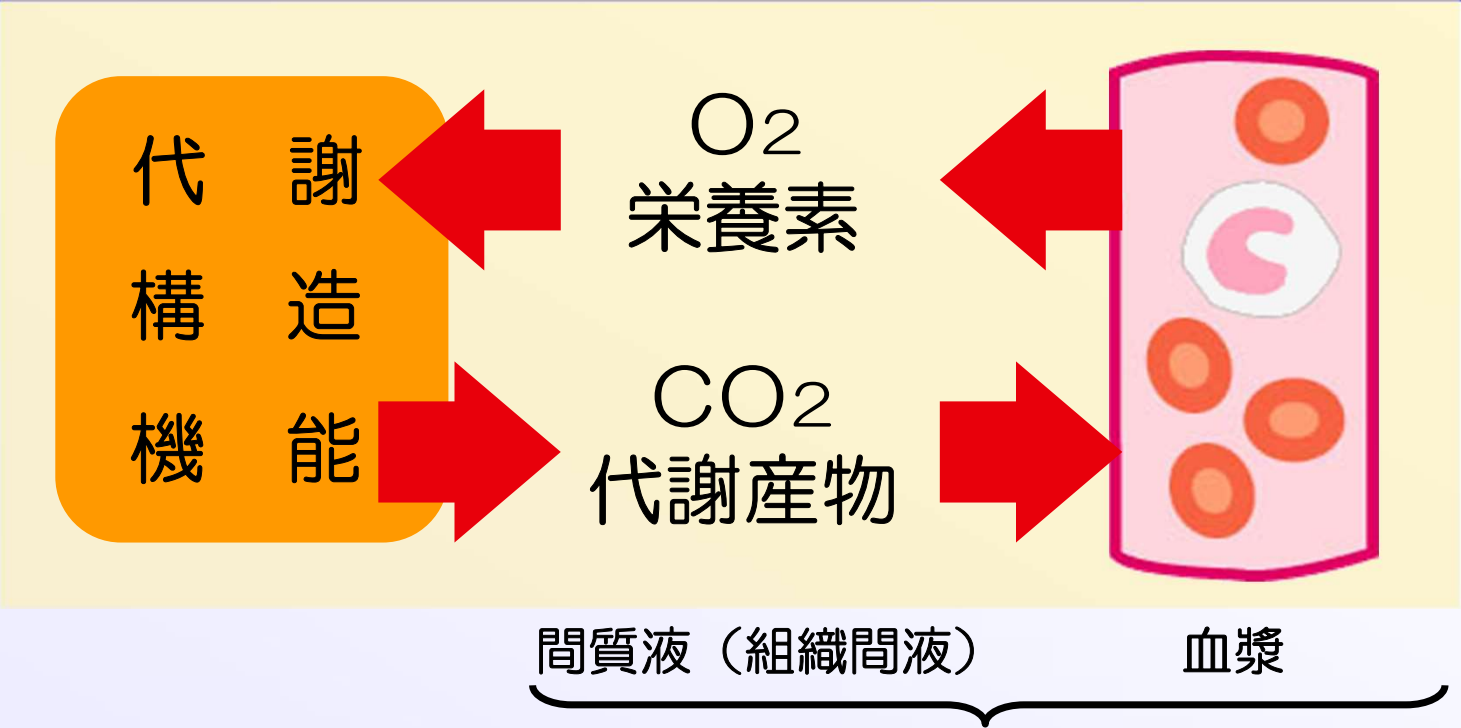 代　謝
構　造
機　能
O2
栄養素
CO2
代謝産物
間質液（組織間液）
血漿